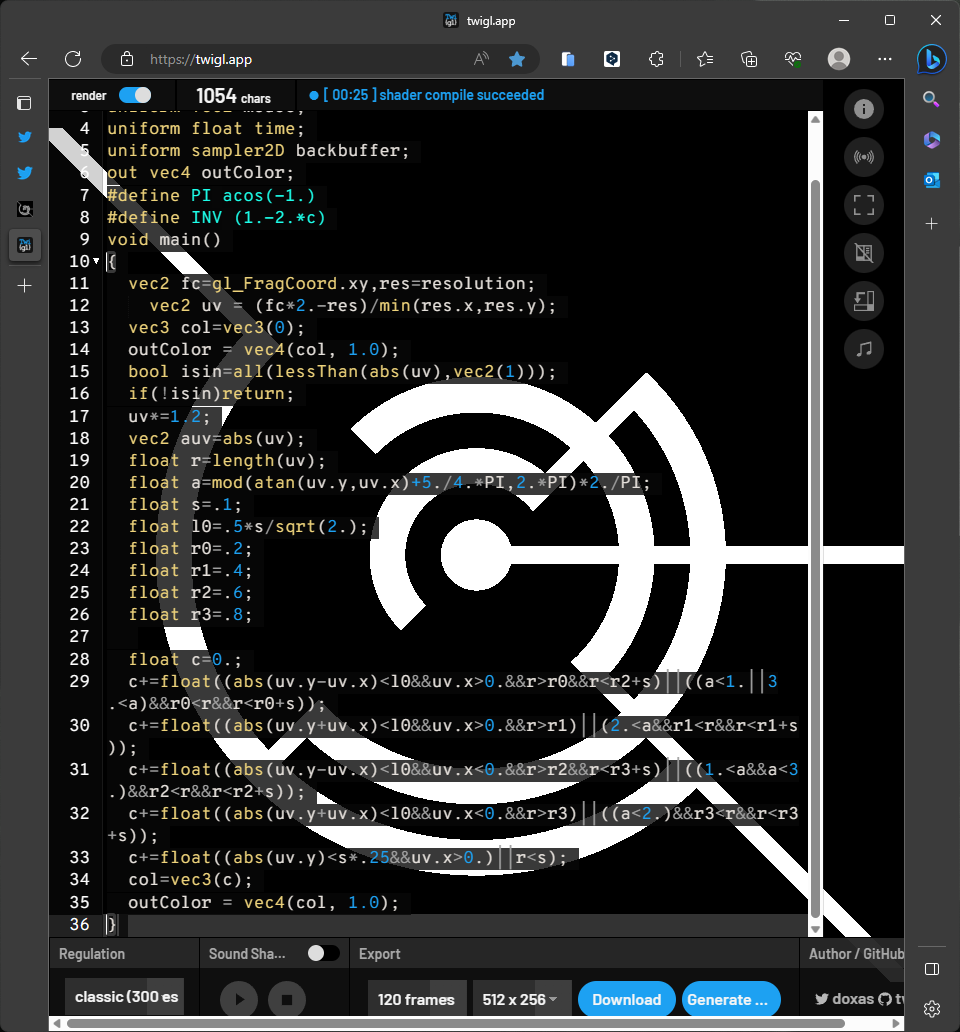 twigl.app
https://twigl.app
render
1054 chars
[ 00:25 ] shader compile succeeded
4 uniform float time;
5 uniform sampler2D backbuffer;
6 out vec4 outColor;
7 #define PI acos(-1.)
8 #define INV (1.-2.*c)
9 void main()
10 {
11 vec2 fc=gl_FragCoord.xy,res=resolution;
12 vec2 uv = (fc*2.-res)/min(res.x,res.y);
13 vec3 col=vec3(0);
14 outColor = vec4(col, 1.0);
15 bool isin=all(lessThan(abs(uv),vec2(1)));
16 if(!isin)return;
17 uv*=1.2;
18 vec2 auv=abs(uv);
19 float r=length(uv);
20 float a=mod(atan(uv.y,uv.x)+5./4.*PI,2.*PI)*2./PI;
21 float s=.1;
22 float l0=.5*s/sqrt(2.);
23 float r0=.2;
24 float r1=.4;
25 float r2=.6;
26 float r3=.8;
27
28 float c=0.;
29 c+=float((abs(uv.y-uv.x)<l0&&uv.x>0.&&r>r0&&r<r2+s)||((a<1.||3
.<a)&&r0<r&&r<r0+s));
30 c+=float((abs(uv.y+uv.x)<l0&&uv.x>0.&&r>r1)||(2.<a&&r1<r&&r<r1+s
));
31 c+=float((abs(uv.y-uv.x)<l0&&uv.x<0.&&r>r2&&r<r3+s)||((1.<a&&a<3
.)&&r2<r&&r<r2+s));
32 c+=float((abs(uv.y+uv.x)<l0&&uv.x<0.&&r>r3)||((a<2.)&&r3<r&&r<r3
+s));
33 c+=float((abs(uv.y)<s*.25&&uv.x>0.)||r<s);
34 col=vec3(c);
35 outColor = vec4(col, 1.0);
36 }
Regulation
Sound Sha...
Export
Author / GitHub
classic (300 es
120 frames
512 x 256
Download
Generate ...
doxas
tw